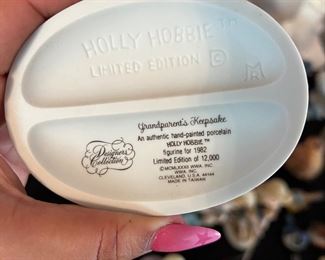 HOLLY HOBBIE™
LIMITED EDITION ©
Grandparent's Keepsake
An authentic hand-painted porcelain
HOLLY HOBBIE™
figurine for 1982
Limited Edition of 12,000
©MCMLXXXII WWA, INC.
WWA, INC.
CLEVELAND, U.S.A. 44144
MADE IN TAIWAN
Designers
Collection